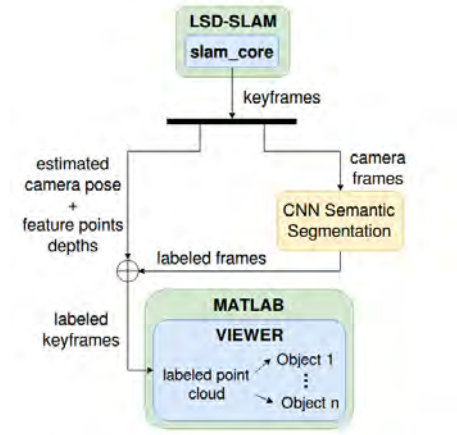 LSD-SLAM
slam_core
keyframes
estimated
camera pose
+
feature points
depths
camera
frames
CNN Semantic
Segmentation
labeled frames
labeled
keyframes
MATLAB
VIEWER
labeled point
cloud
Object 1
Object n